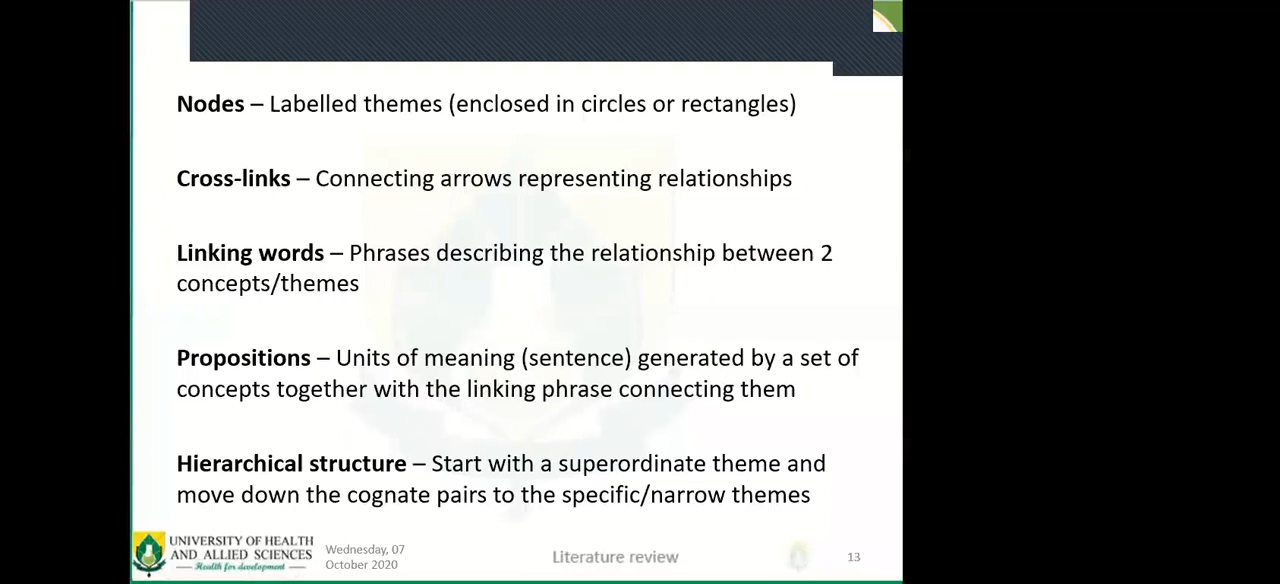 Nodes – Labelled themes (enclosed in circles or rectangles)
Cross-links – Connecting arrows representing relationships
Linking words – Phrases describing the relationship between 2
concepts/themes
Propositions – Units of meaning (sentence) generated by a set of
concepts together with the linking phrase connecting them
Hierarchical structure – Start with a superordinate theme and
move down the cognate pairs to the specific/narrow themes
UNIVERSITY OF HEALTH
AND ALLIED SCIENCES
Health for development
Wednesday, 07
October 2020
Literature review
13